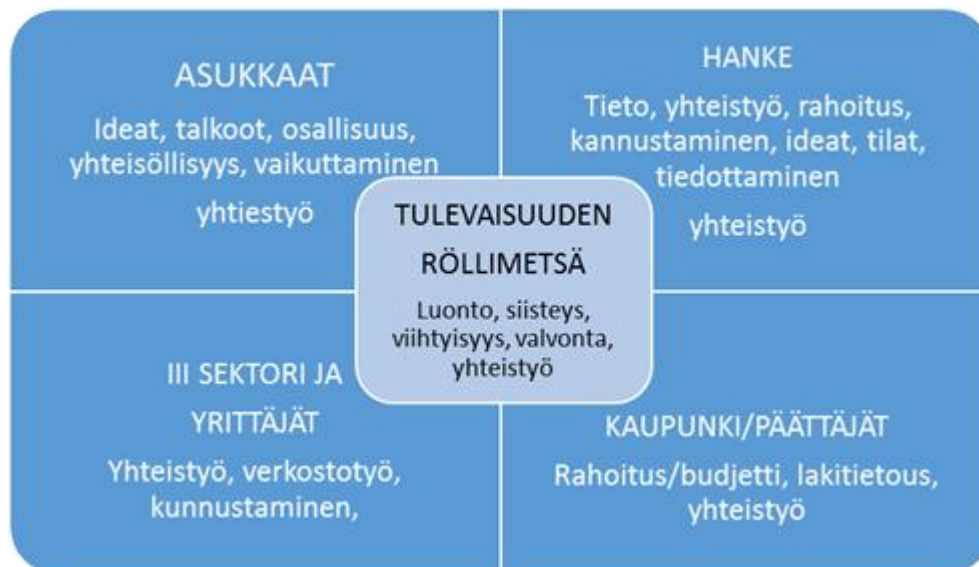 ASUKKAAT
Ideat, talkoot, osallisuus,
yhteisöllisyys, vaikuttaminen
yhtiestyö
HANKE
Tieto, yhteistyö, rahoitus,
kannustaminen, ideat, tilat,
tiedottaminen
yhteistyö
TULEVAISUUDEN
RÖLLIMETSÄ
Luonto, siisteys,
viihtyisyys, valvonta,
yhteistyö
III SEKTORI JA
YRITTÄJÄT
Yhteistyö, verkostotyö,
kunnustaminen,
KAUPUNKI/PÄÄTTÄJÄT
Rahoitus/budjetti, lakitietous,
yhteistyö